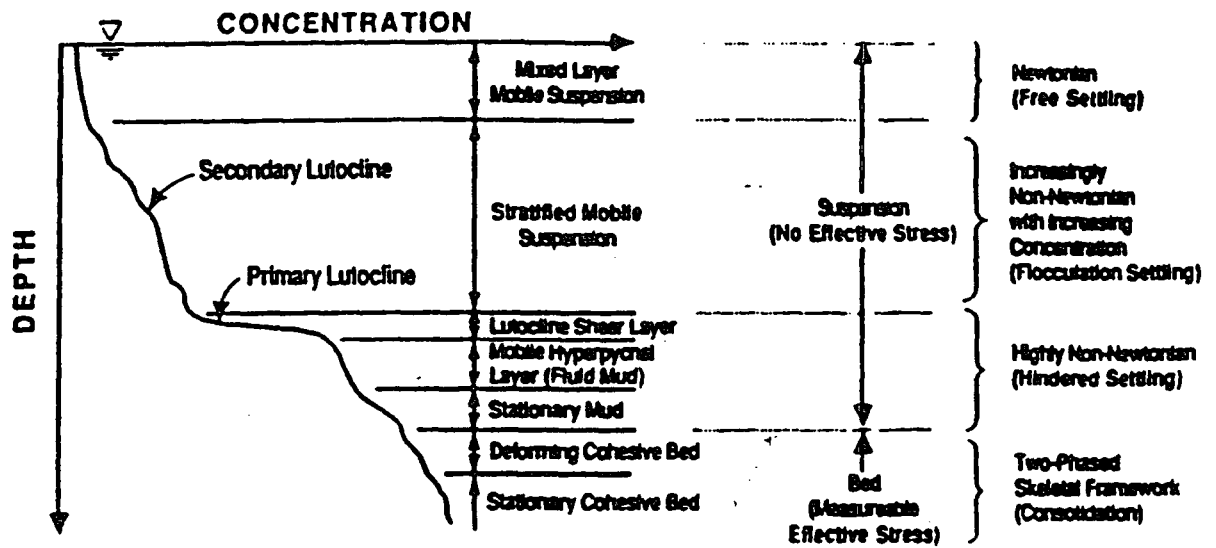 CONCENTRATION
DEPTH
Mixed Layer
Mobile Suspension
Secondary Lutocline
Stratified Mobile
Suspension
Primary Lutocline
Lutocline Shear Layer
Mobile Hyperpycnal
Layer (Fluid Mud)
Stationary Mud
Deforming Cohesive Bed
Stationary Cohesive Bed
Suspension
(No Effective Stress)
Bed
(Measureable
Effective Stress)
Newtonian
(Free Settling)
Increasingly
Non-Newtonian
with Increasing
Concentration
(Flocculation Settling)
Highly Non-Newtonian
(Hindered Settling)
Two-Phased
Skeletal Framework
(Consolidation)